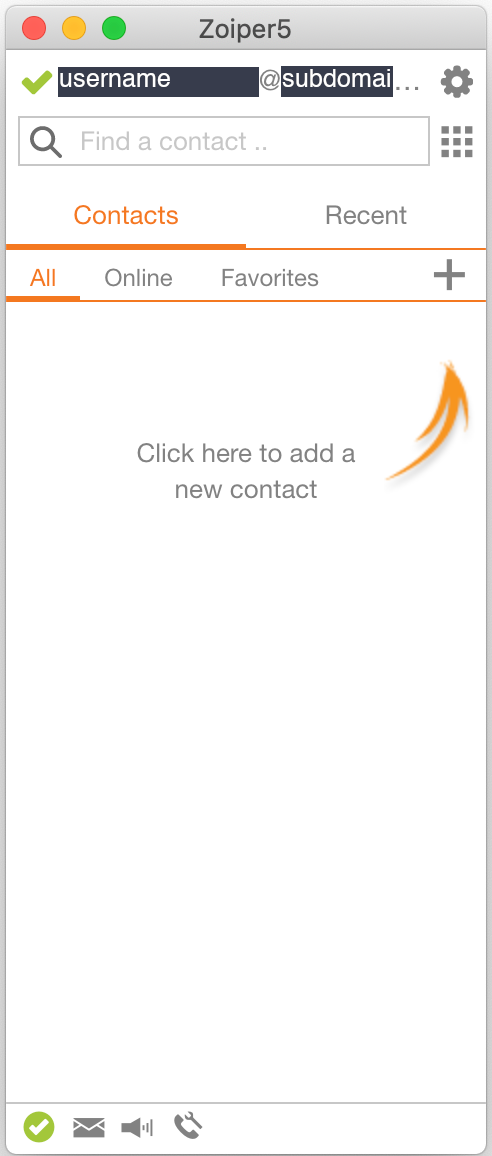 Zoiper5
username@subdomai...
Find a contact ..
Contacts Recent
All Online Favorites
Click here to add a
new contact